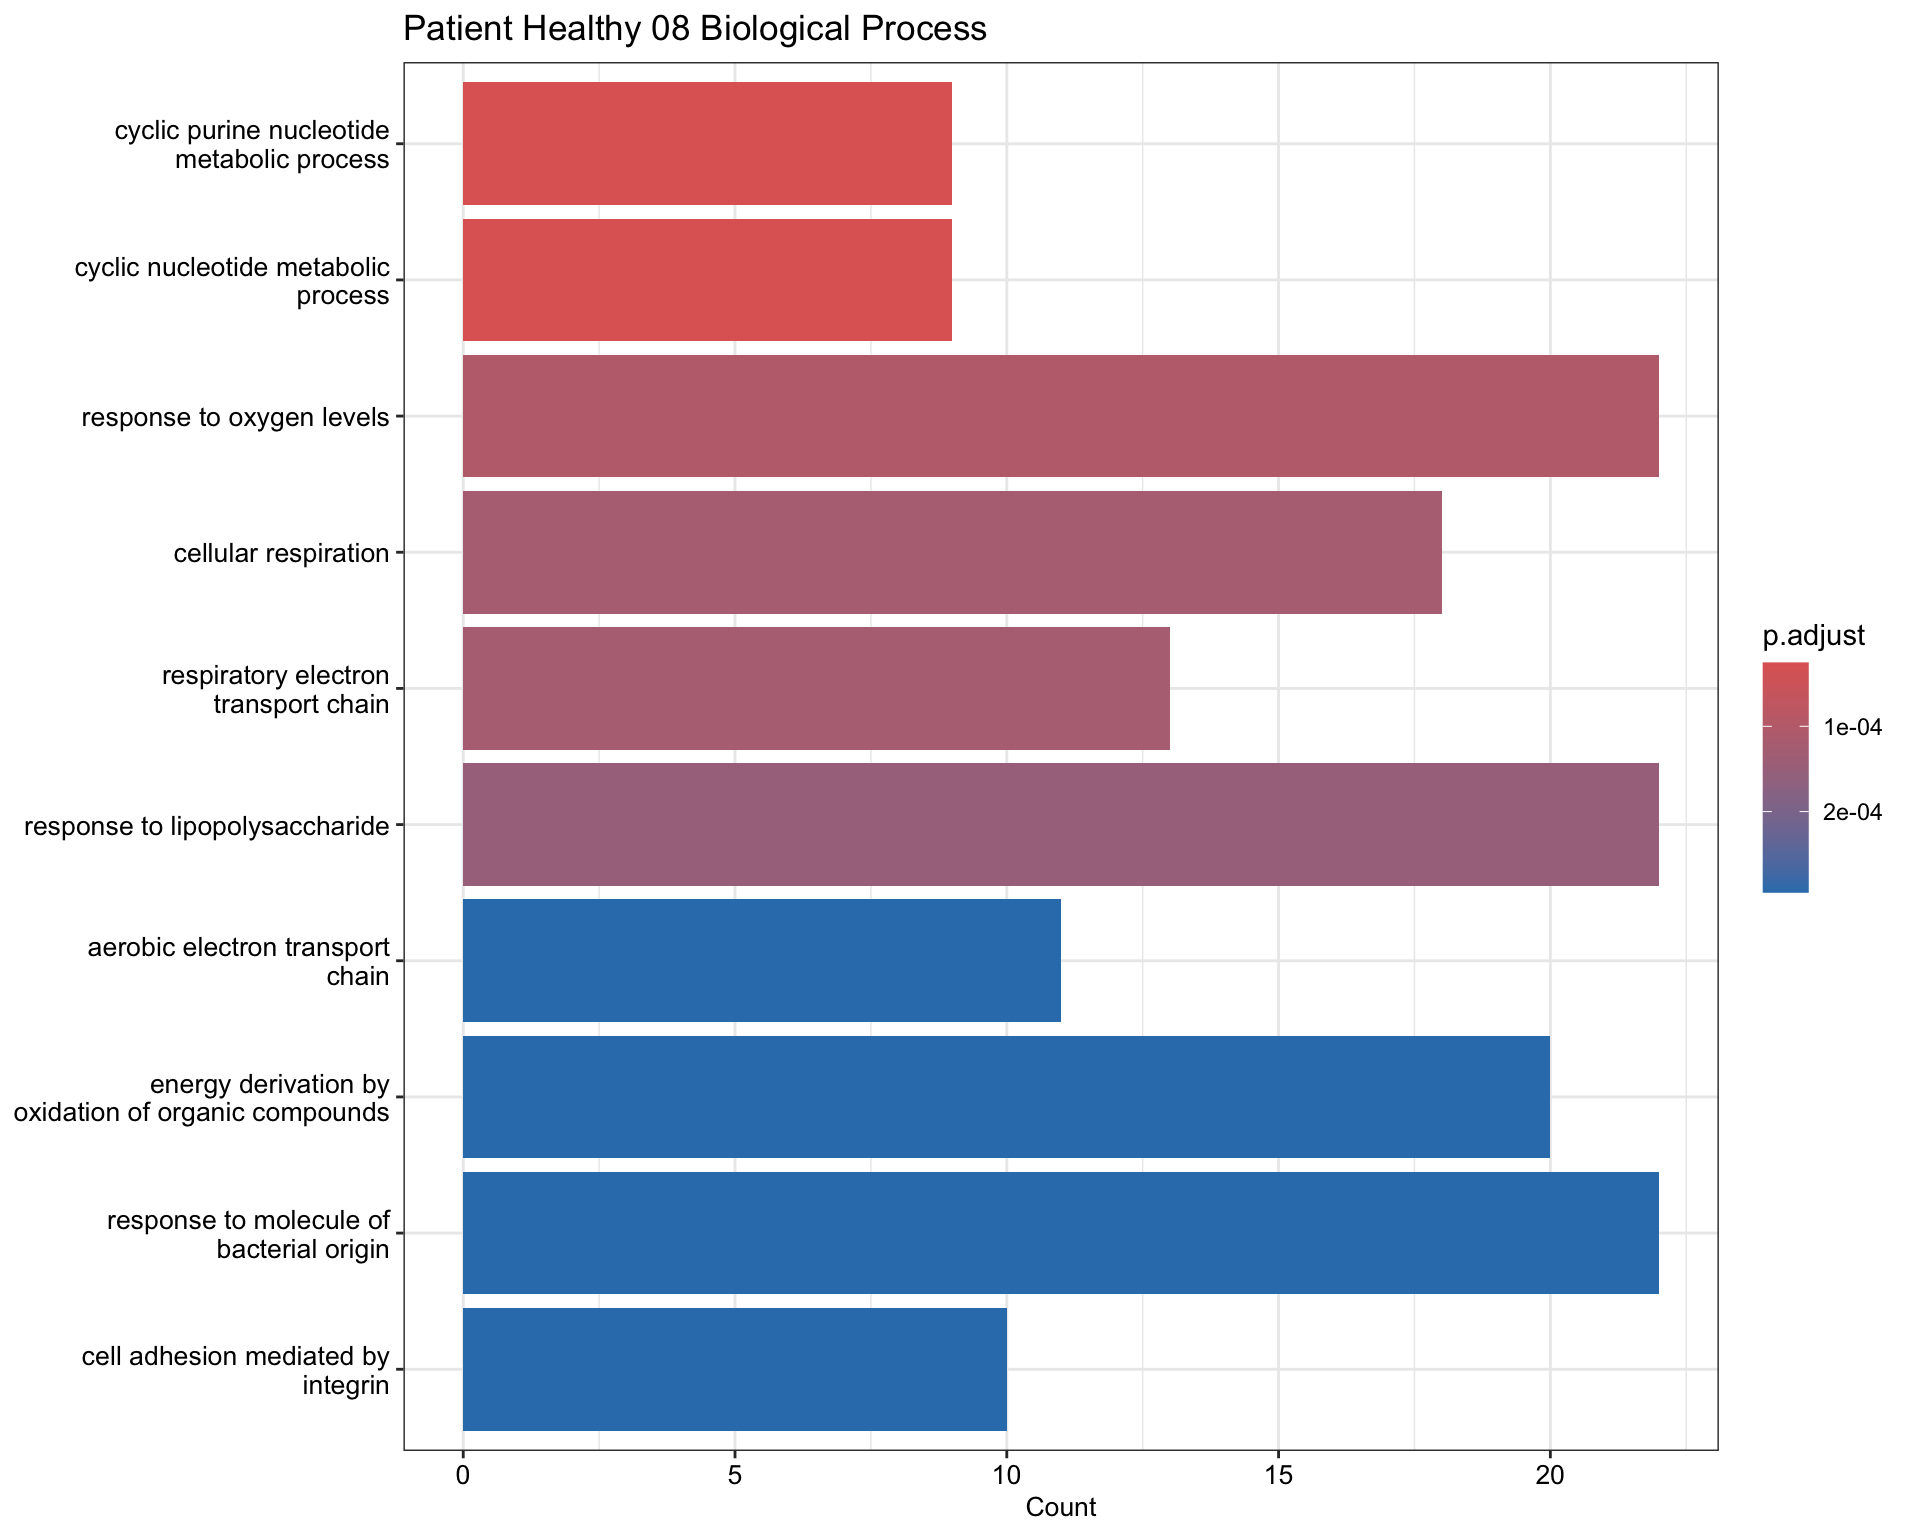 Patient Healthy 08 Biological Process
cyclic purine nucleotide
metabolic process
cyclic nucleotide metabolic
process
response to oxygen levels
cellular respiration
respiratory electron
transport chain
response to lipopolysaccharide
aerobic electron transport
chain
energy derivation by
oxidation of organic compounds
response to molecule of
bacterial origin
cell adhesion mediated by
integrin
0 5 10 15 20
Count
p.adjust
1e-04
2e-04